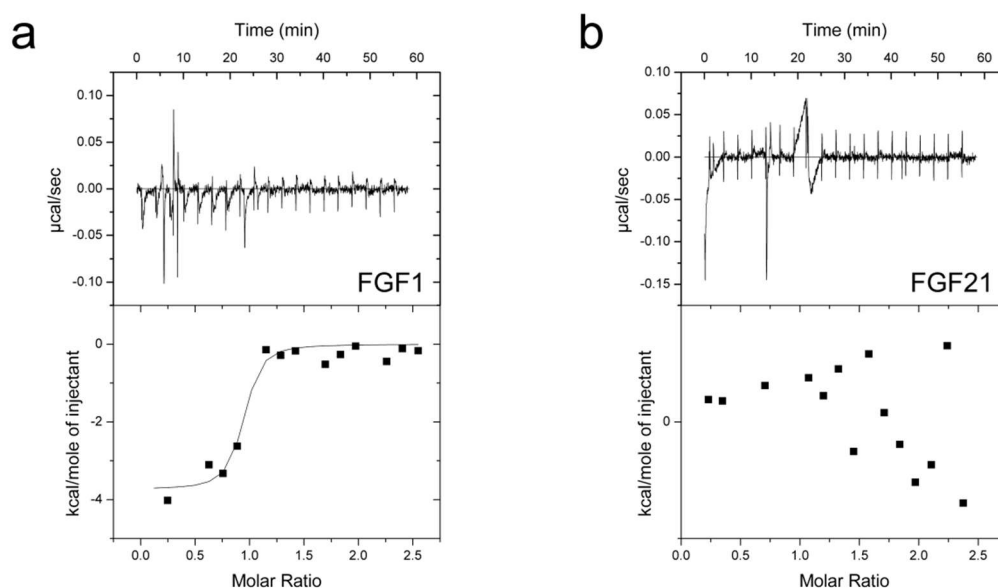 a
Time (min)
0 10 20 30 40 50 60
0.10
0.05
0.00
-0.05
-0.10
µcal/sec
FGF1
0
-2
-4
kcal/mole of injectant
0.0 0.5 1.0 1.5 2.0 2.5
Molar Ratio
b
Time (min)
0 10 20 30 40 50 60
0.10
0.05
0.00
-0.05
-0.10
-0.15
µcal/sec
FGF21
0
kcal/mole of injectant
0.0 0.5 1.0 1.5 2.0 2.5
Molar Ratio